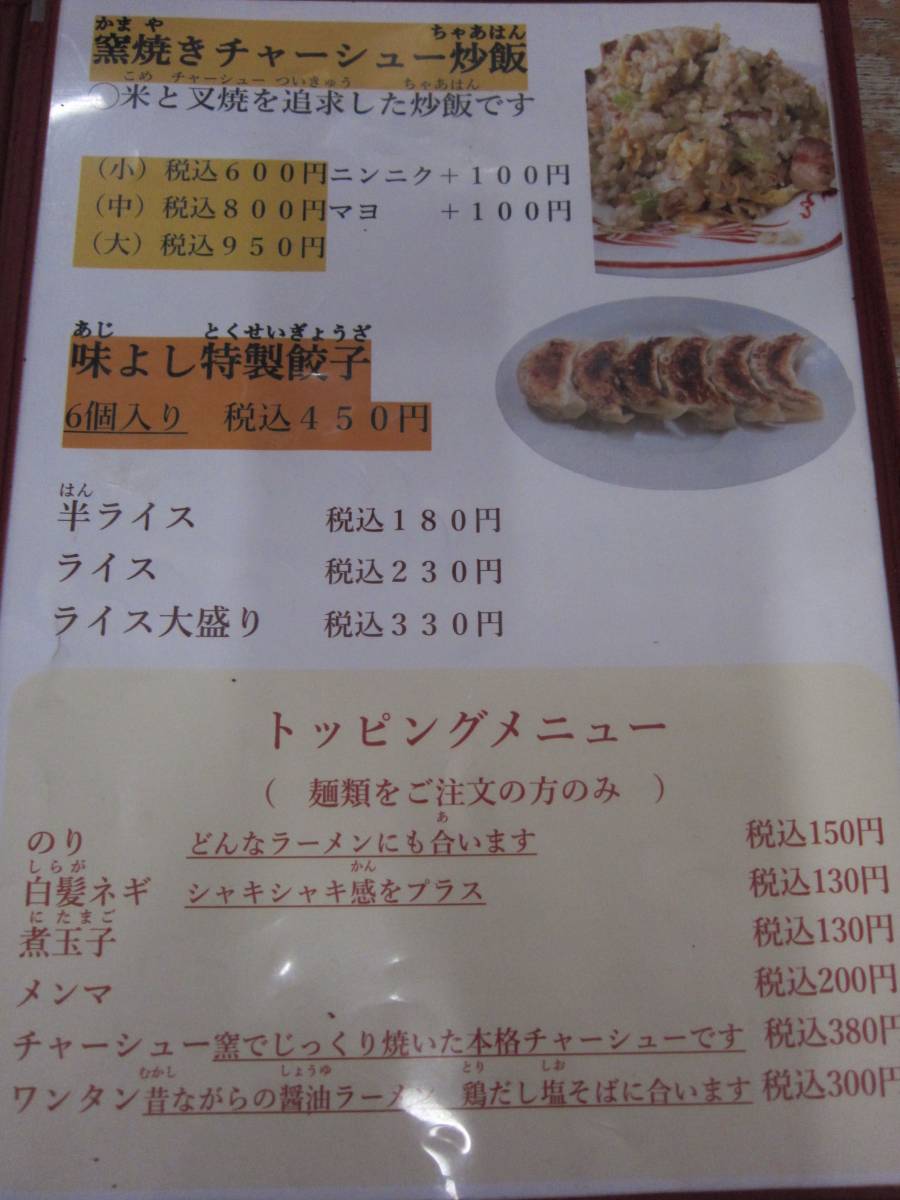 かま や ちゃあはん
窯焼きチャーシュー炒飯
こめ チャーシュー ついきゅう ちゃあはん
◯米と叉焼を追求した炒飯です
（小）税込６００円ニンニク＋１００円
（中）税込８００円マヨ　　＋１００円
（大）税込９５０円
あじ とくせいぎょうざ
味よし特製餃子
6個入り　税込４５０円
はん
半ライス 税込１８０円
ライス 税込２３０円
ライス大盛り 税込３３０円
トッピングメニュー
（　麺類をご注文の方のみ　）
あ
のり どんなラーメンにも合います 税込150円
しらが かん
白髪ネギ シャキシャキ感をプラス 税込130円
に たまご
煮玉子 税込130円
メンマ 税込200円
チャーシュー窯でじっくり焼いた本格チャーシューです 税込380円
むかし しょうゆ とり しお
ワンタン昔ながらの醤油ラーメン 鶏だし塩そばに合います 税込300円